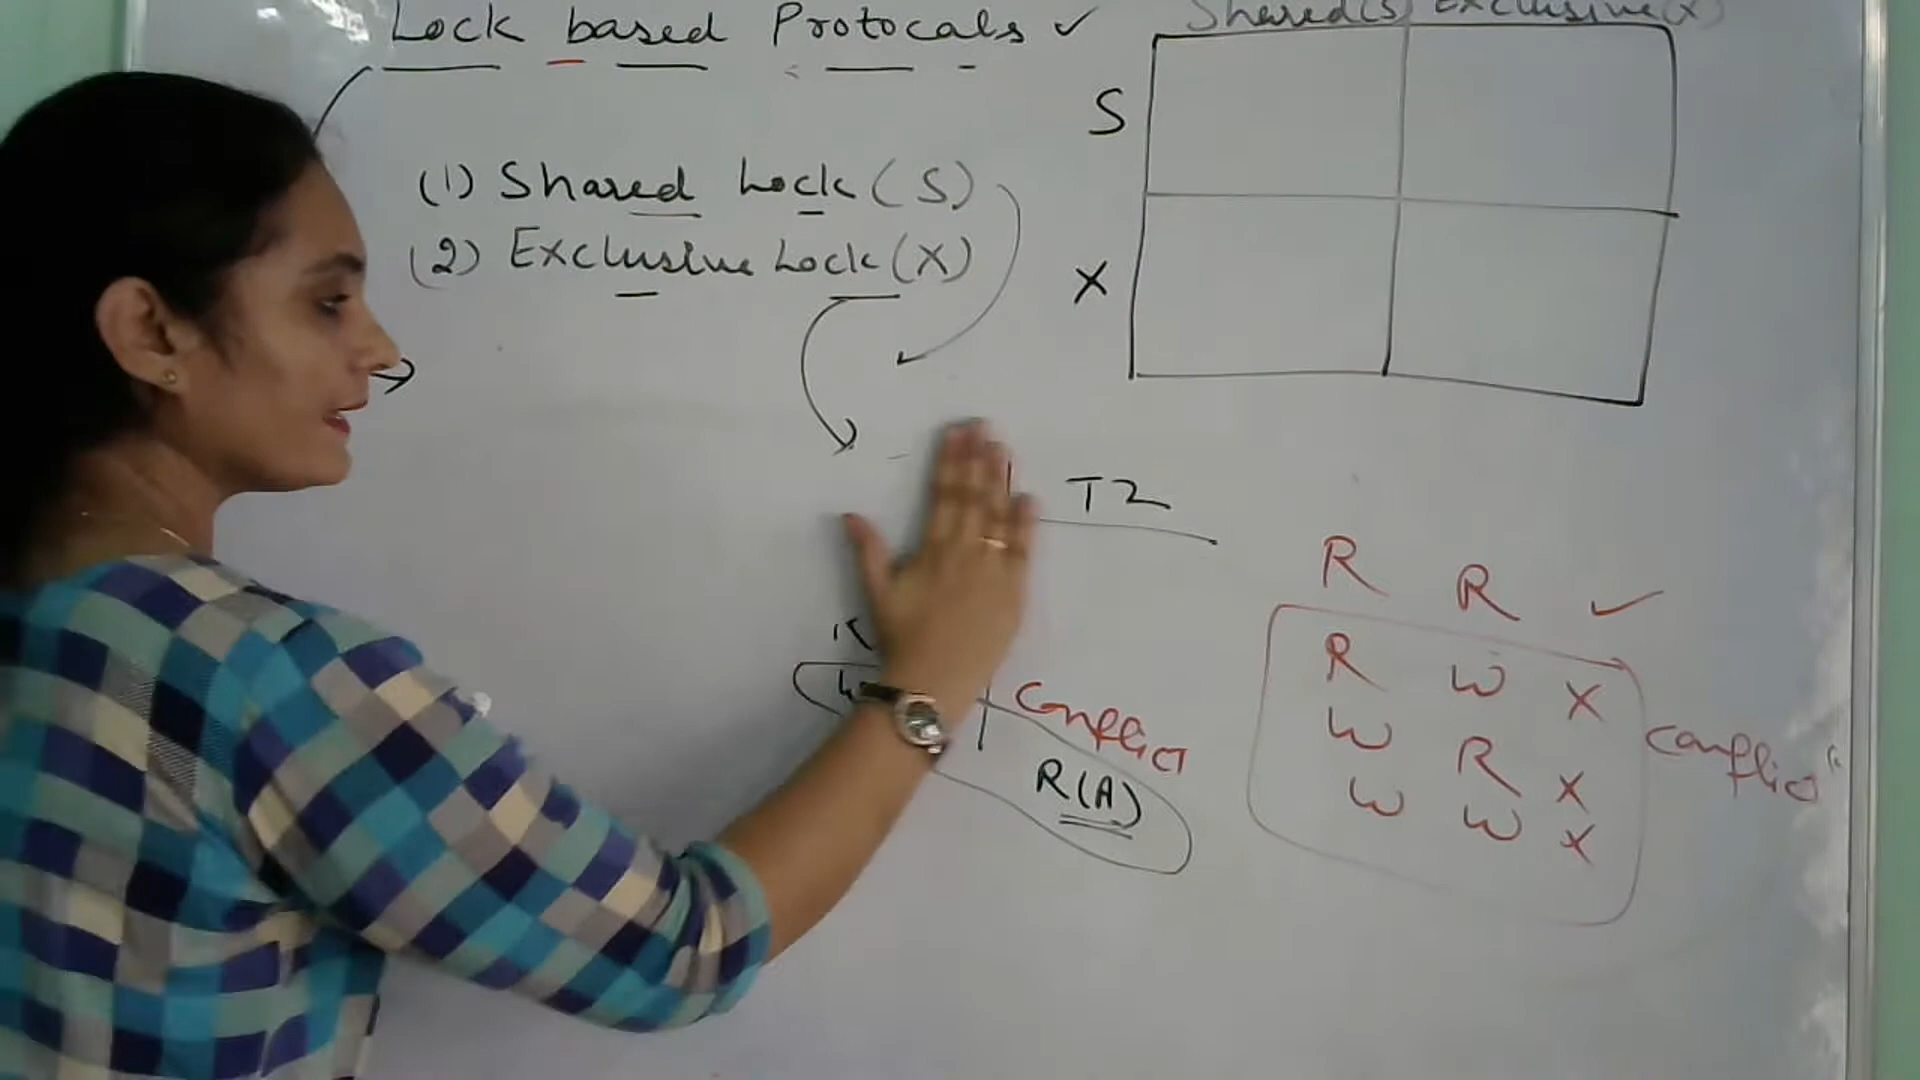 Lock based Protocals ✓
Shared(S) Exclusive(X)
S
(1) Shared Lock (S)
(2) Exclusive Lock (X)
X
T2
R R ✓
R W X
W R X
W W X
Conflict
Conflict
R(A)